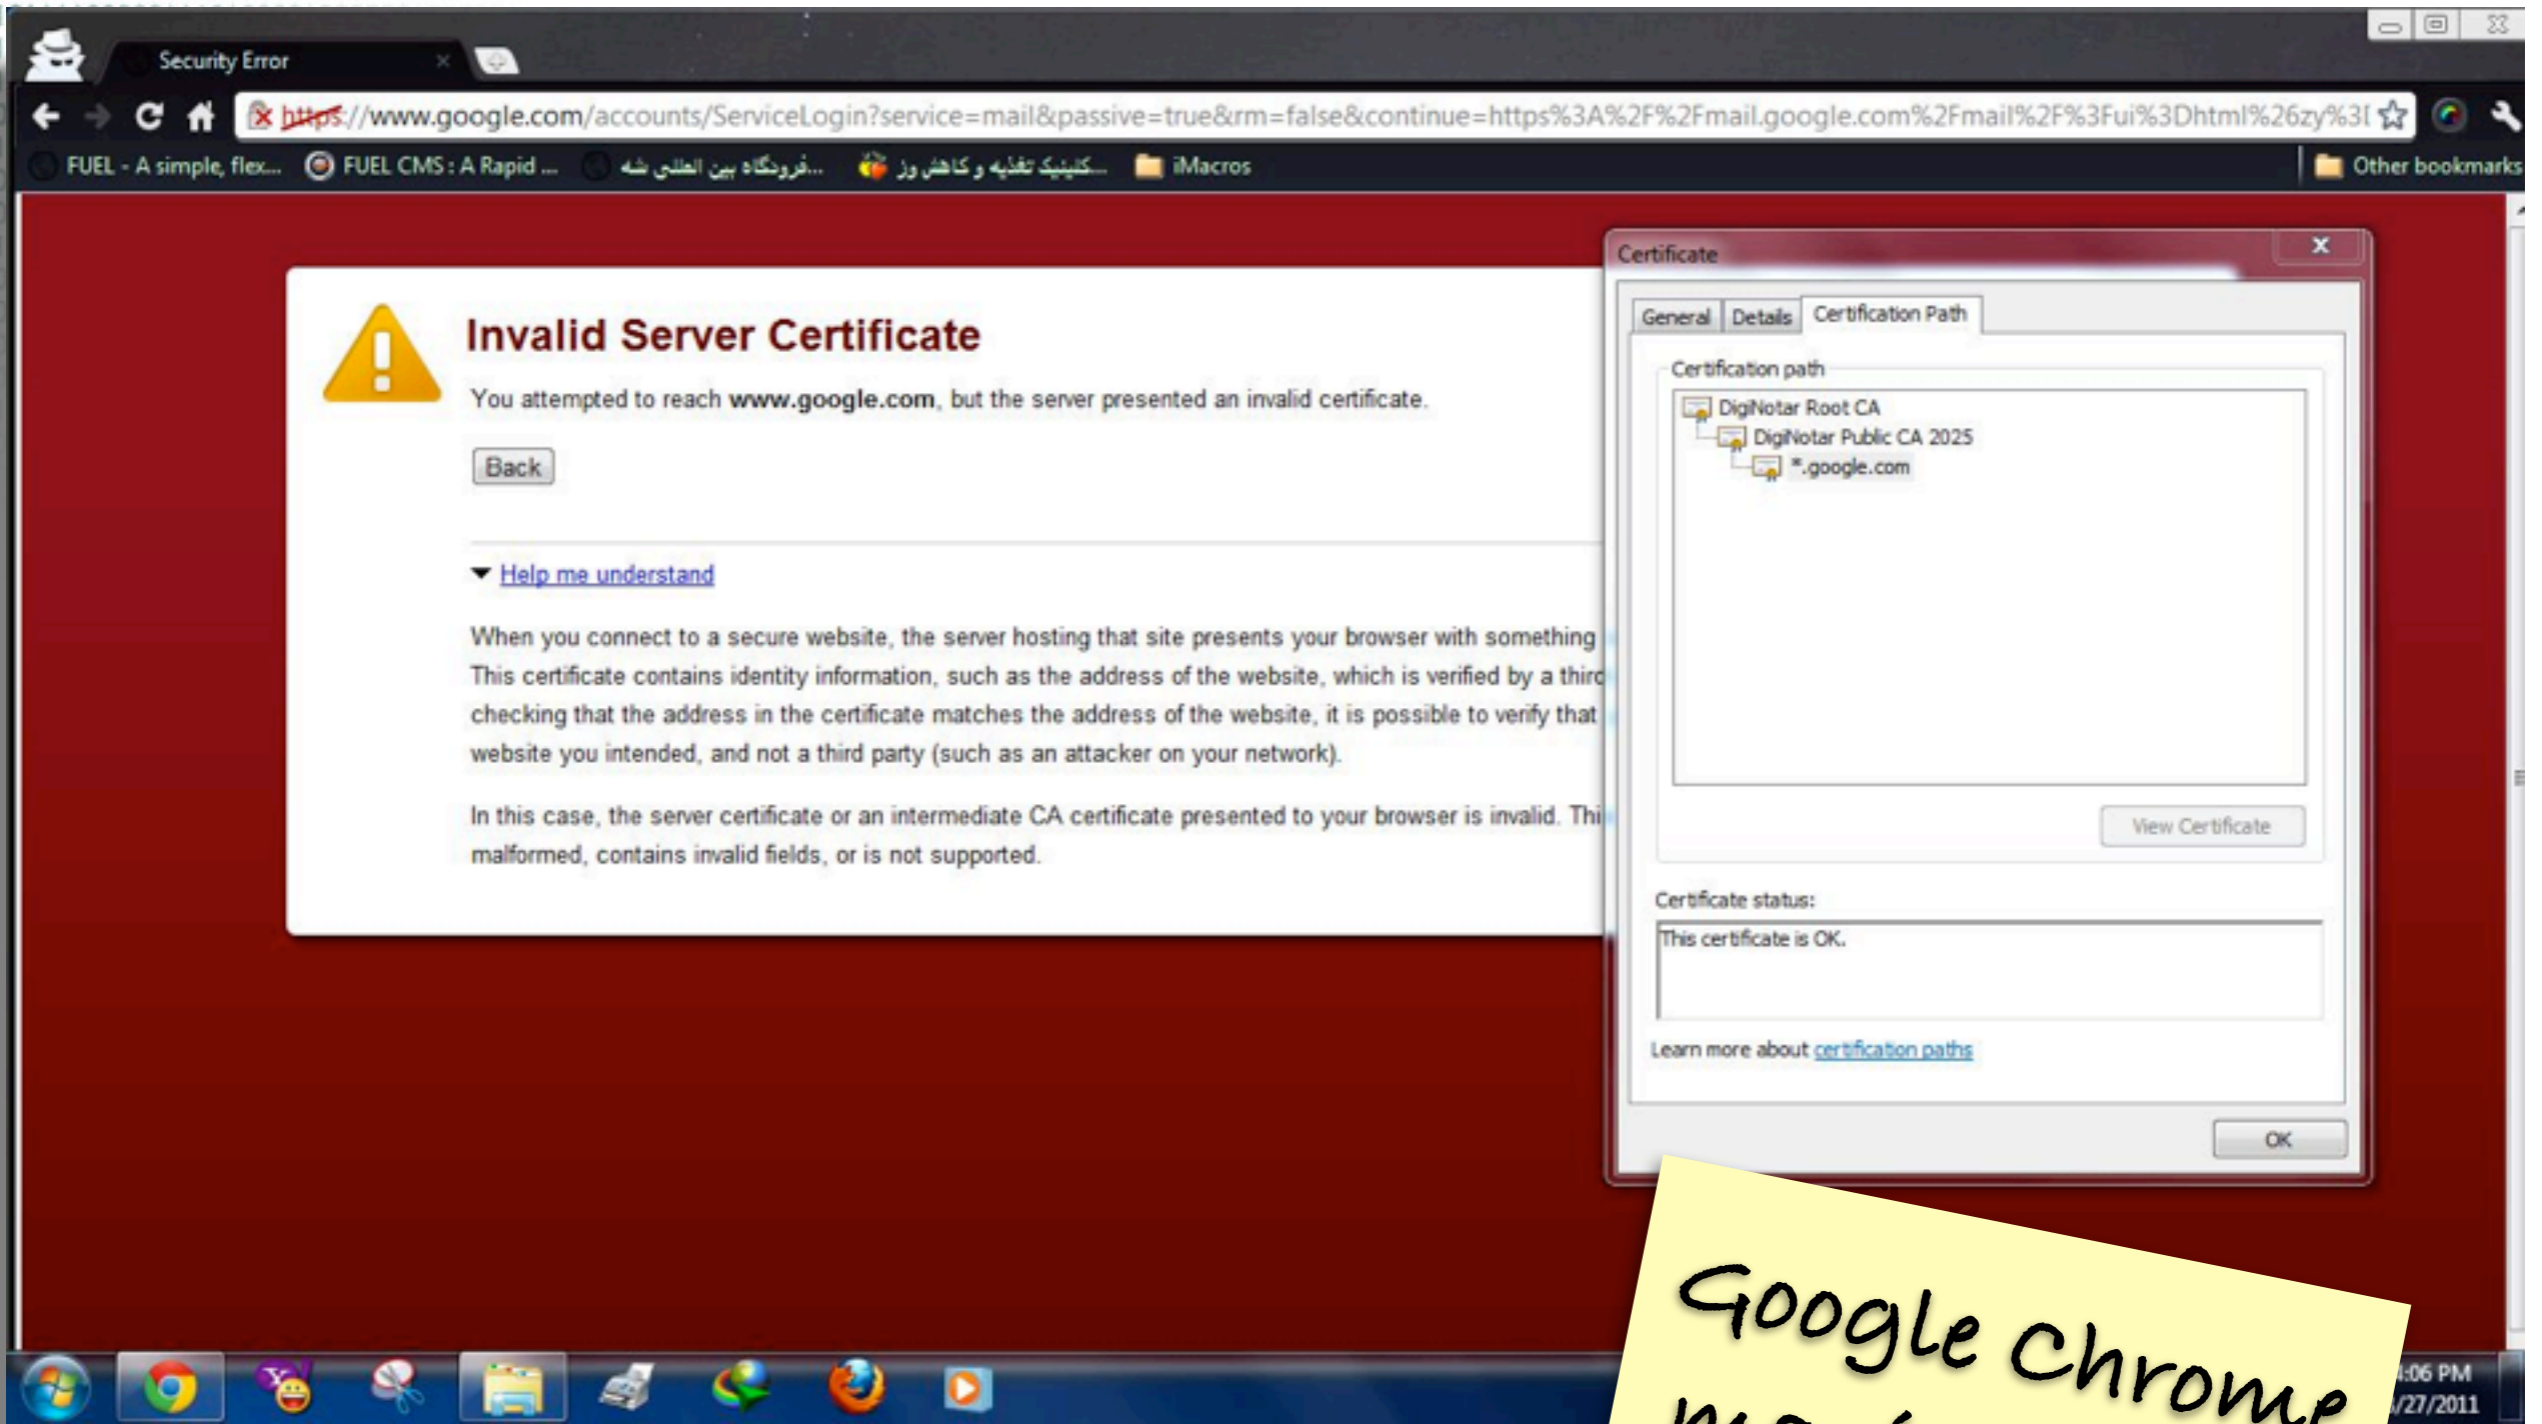 Security Error
https://www.google.com/accounts/ServiceLogin?service=mail&passive=true&rm=false&continue=https%3A%2F%2Fmail.google.com%2Fmail%2F%3Fui%3Dhtml%26zy%3
FUEL - A simple, flex... FUEL CMS : A Rapid ... فرودگاه بین المللی شه... کلینیک تغذیه و کاهش وز... iMacros Other bookmarks
Invalid Server Certificate
You attempted to reach www.google.com, but the server presented an invalid certificate.
Back
Help me understand
When you connect to a secure website, the server hosting that site presents your browser with something
This certificate contains identity information, such as the address of the website, which is verified by a third
checking that the address in the certificate matches the address of the website, it is possible to verify that
website you intended, and not a third party (such as an attacker on your network).
In this case, the server certificate or an intermediate CA certificate presented to your browser is invalid. Thi
malformed, contains invalid fields, or is not supported.
Certificate
General Details Certification Path
Certification path
DigiNotar Root CA
DigiNotar Public CA 2025
*.google.com
View Certificate
Certificate status:
This certificate is OK.
Learn more about certification paths
OK
Google Chrome
:06 PM
/27/2011